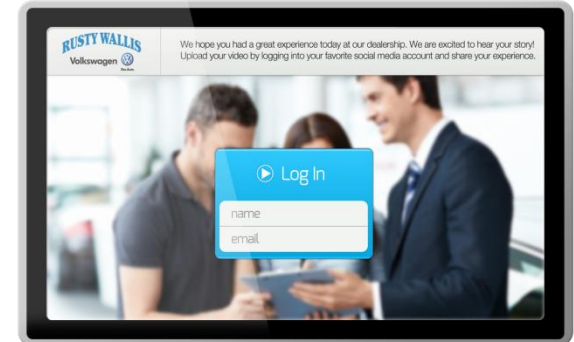 RUSTY WALLIS
Volkswagen
We hope you had a great experience today at our dealership. We are excited to hear your story!
Upload your video by logging into your favorite social media account and share your experience.
Log In
name
email